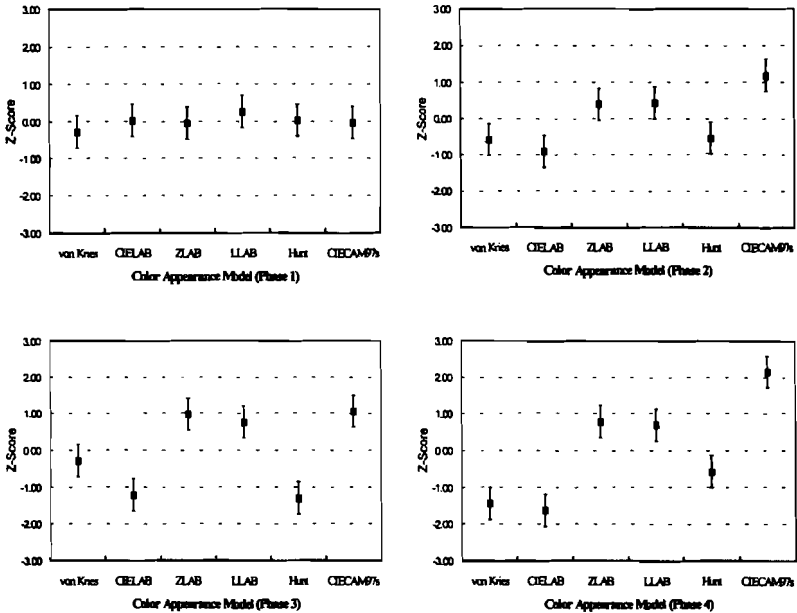 3.00
2.00
1.00
0.00
-1.00
-2.00
-3.00
Z-Score
von Kries CIELAB ZLAB LLAB Hunt CIECAM97s
Color Appearance Model (Phase 1)
3.00
2.00
1.00
0.00
-1.00
-2.00
-3.00
Z-Score
von Kries CIELAB ZLAB LLAB Hunt CIECAM97s
Color Appearance Model (Phase 2)
3.00
2.00
1.00
0.00
-1.00
-2.00
-3.00
Z-Score
von Kries CIELAB ZLAB LLAB Hunt CIECAM97s
Color Appearance Model (Phase 3)
3.00
2.00
1.00
0.00
-1.00
-2.00
-3.00
Z-Score
von Kries CIELAB ZLAB LLAB Hunt CIECAM97s
Color Appearance Model (Phase 4)